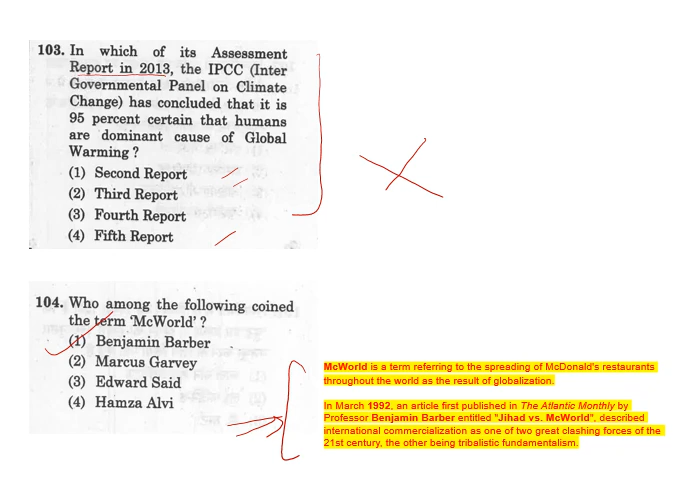 103. In which of its Assessment
Report in 2013, the IPCC (Inter
Governmental Panel on Climate
Change) has concluded that it is
95 percent certain that humans
are dominant cause of Global
Warming ?
(1) Second Report
(2) Third Report
(3) Fourth Report
(4) Fifth Report
104. Who among the following coined
the term 'McWorld' ?
(1) Benjamin Barber
(2) Marcus Garvey
(3) Edward Said
(4) Hamza Alvi
McWorld is a term referring to the spreading of McDonald's restaurants
throughout the world as the result of globalization.
In March 1992, an article first published in The Atlantic Monthly by
Professor Benjamin Barber entitled "Jihad vs. McWorld", described
international commercialization as one of two great clashing forces of the
21st century, the other being tribalistic fundamentalism.